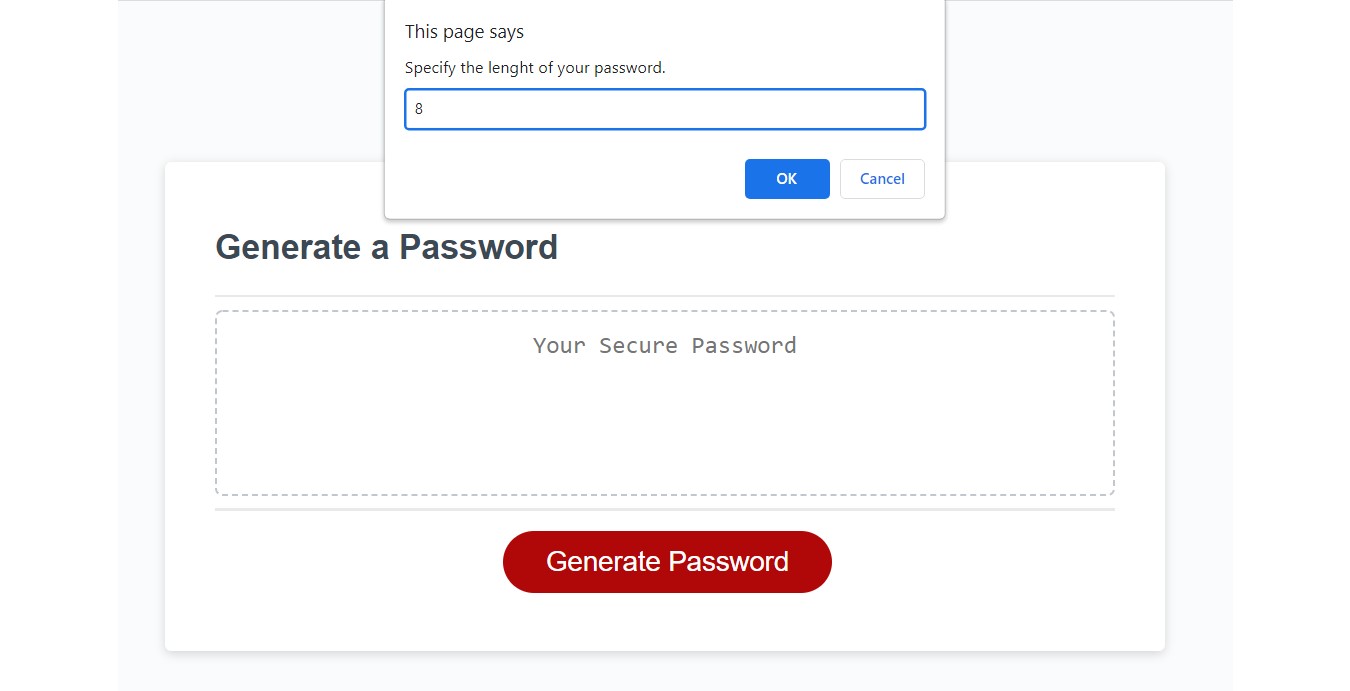 This page says
Specify the lenght of your password.
8
OK Cancel
Generate a Password
Your Secure Password
Generate Password